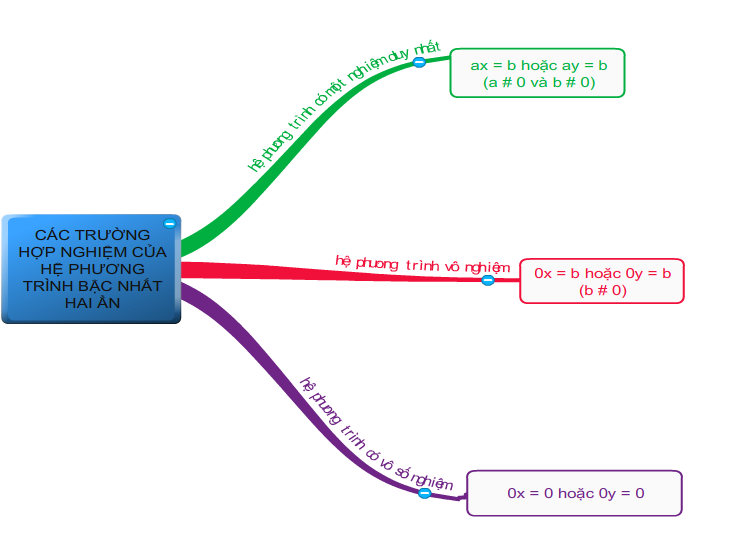 CÁC TRƯỜNG
HỢP NGHIỆM CỦA
HỆ PHƯƠNG
TRÌNH BẬC NHẤT
HAI ẨN
hệ phương trình có một nghiệm duy nhất
ax = b hoặc ay = b
(a # 0 và b # 0)
hệ phương trình vô nghiệm
0x = b hoặc 0y = b
(b # 0)
hệ phương trình có vô số nghiệm
0x = 0 hoặc 0y = 0